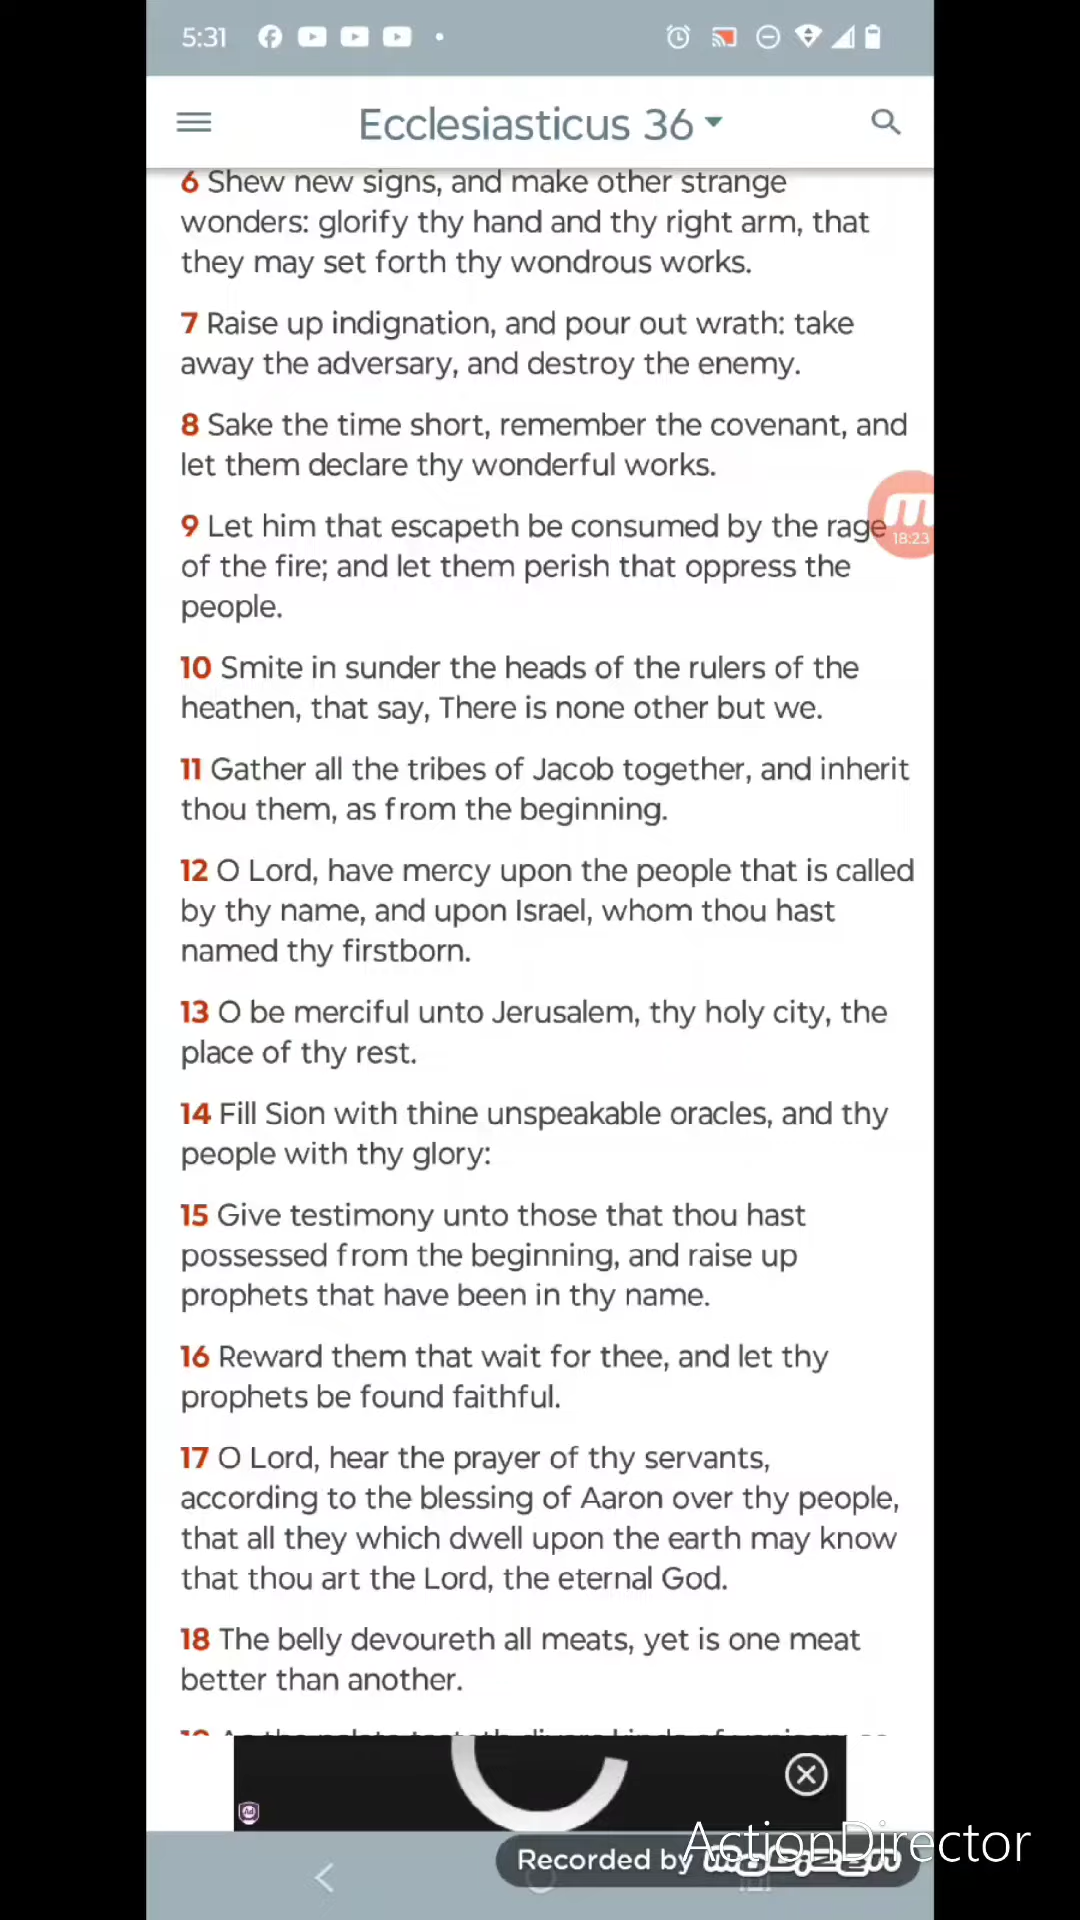 5:31
Ecclesiasticus 36
6 Shew new signs, and make other strange
wonders: glorify thy hand and thy right arm, that
they may set forth thy wondrous works.
7 Raise up indignation, and pour out wrath: take
away the adversary, and destroy the enemy.
8 Sake the time short, remember the covenant, and
let them declare thy wonderful works.
9 Let him that escapeth be consumed by the rage
18:23
of the fire; and let them perish that oppress the
people.
10 Smite in sunder the heads of the rulers of the
heathen, that say, There is none other but we.
11 Gather all the tribes of Jacob together, and inherit
thou them, as from the beginning.
12 O Lord, have mercy upon the people that is called
by thy name, and upon Israel, whom thou hast
named thy firstborn.
13 O be merciful unto Jerusalem, thy holy city, the
place of thy rest.
14 Fill Sion with thine unspeakable oracles, and thy
people with thy glory:
15 Give testimony unto those that thou hast
possessed from the beginning, and raise up
prophets that have been in thy name.
16 Reward them that wait for thee, and let thy
prophets be found faithful.
17 O Lord, hear the prayer of thy servants,
according to the blessing of Aaron over thy people,
that all they which dwell upon the earth may know
that thou art the Lord, the eternal God.
18 The belly devoureth all meats, yet is one meat
better than another.
Ad
ActionDirector
Recorded by mobizen